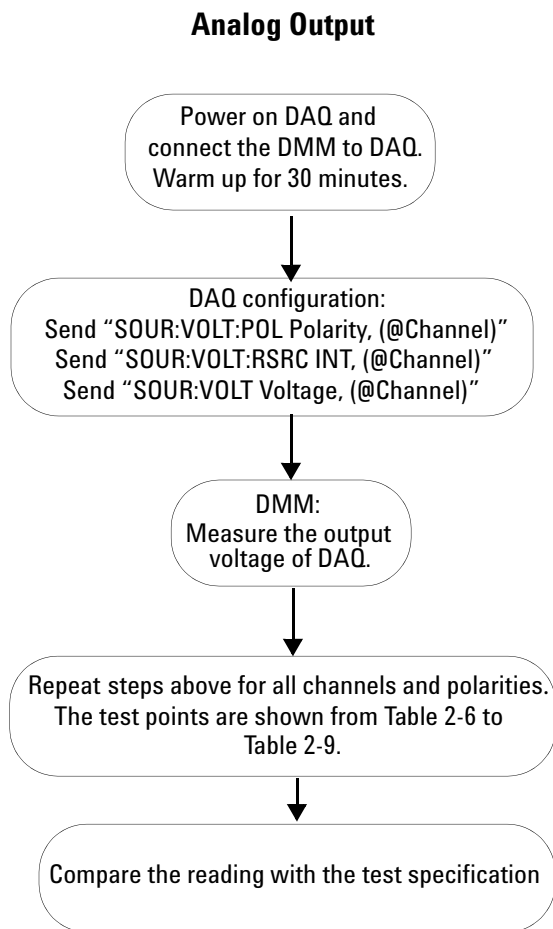 Analog Output
Power on DAQ and
connect the DMM to DAQ.
Warm up for 30 minutes.
DAQ configuration:
Send “SOUR:VOLT:POL Polarity, (@Channel)”
Send “SOUR:VOLT:RSRC INT, (@Channel)”
Send “SOUR:VOLT Voltage, (@Channel)”
DMM:
Measure the output
voltage of DAQ.
Repeat steps above for all channels and polarities.
The test points are shown from Table 2-6 to
Table 2-9.
Compare the reading with the test specification